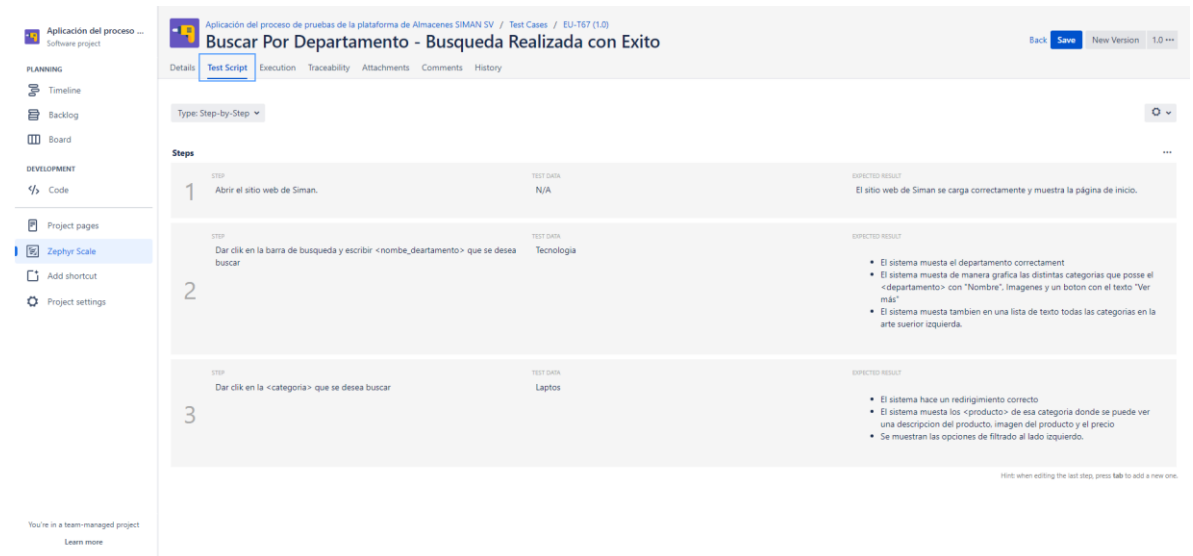 Aplicación del proceso ...
Software project
PLANNING
Timeline
Backlog
Board
DEVELOPMENT
Code
Project pages
Zephyr Scale
Add shortcut
Project settings
You're in a team-managed project
Learn more
Aplicación del proceso de pruebas de la plataforma de Almacenes SIMAN SV / Test Cases / EU-T67 (1.0)
Buscar Por Departamento - Busqueda Realizada con Exito
Back Save New Version 1.0 ···
Details Test Script Execution Traceability Attachments Comments History
Type: Step-by-Step
Steps
···
STEP TEST DATA EXPECTED RESULT
1 Abrir el sitio web de Siman. N/A El sitio web de Siman se carga correctamente y muestra la página de inicio.
STEP TEST DATA EXPECTED RESULT
2
Dar clik en la barra de busqueda y escribir <nombe_deartamento> que se desea
buscar
Tecnologia
• El sistema muesta el departamento correctament
• El sistema muesta de manera grafica las distintas categorias que posse el
<departamento> con "Nombre", Imagenes y un boton con el texto "Ver
más"
• El sistema muesta tambien en una lista de texto todas las categorias en la
arte suerior izquierda.
STEP TEST DATA EXPECTED RESULT
3
Dar clik en la <categoria> que se desea buscar
Laptos
• El sistema hace un redirigimiento correcto
• El sistema muesta los <producto> de esa categoria donde se puede ver
una descripcion del producto, imagen del producto y el precio
• Se muestran las opciones de filtrado al lado izquierdo.
Hint: when editing the last step, press tab to add a new one.